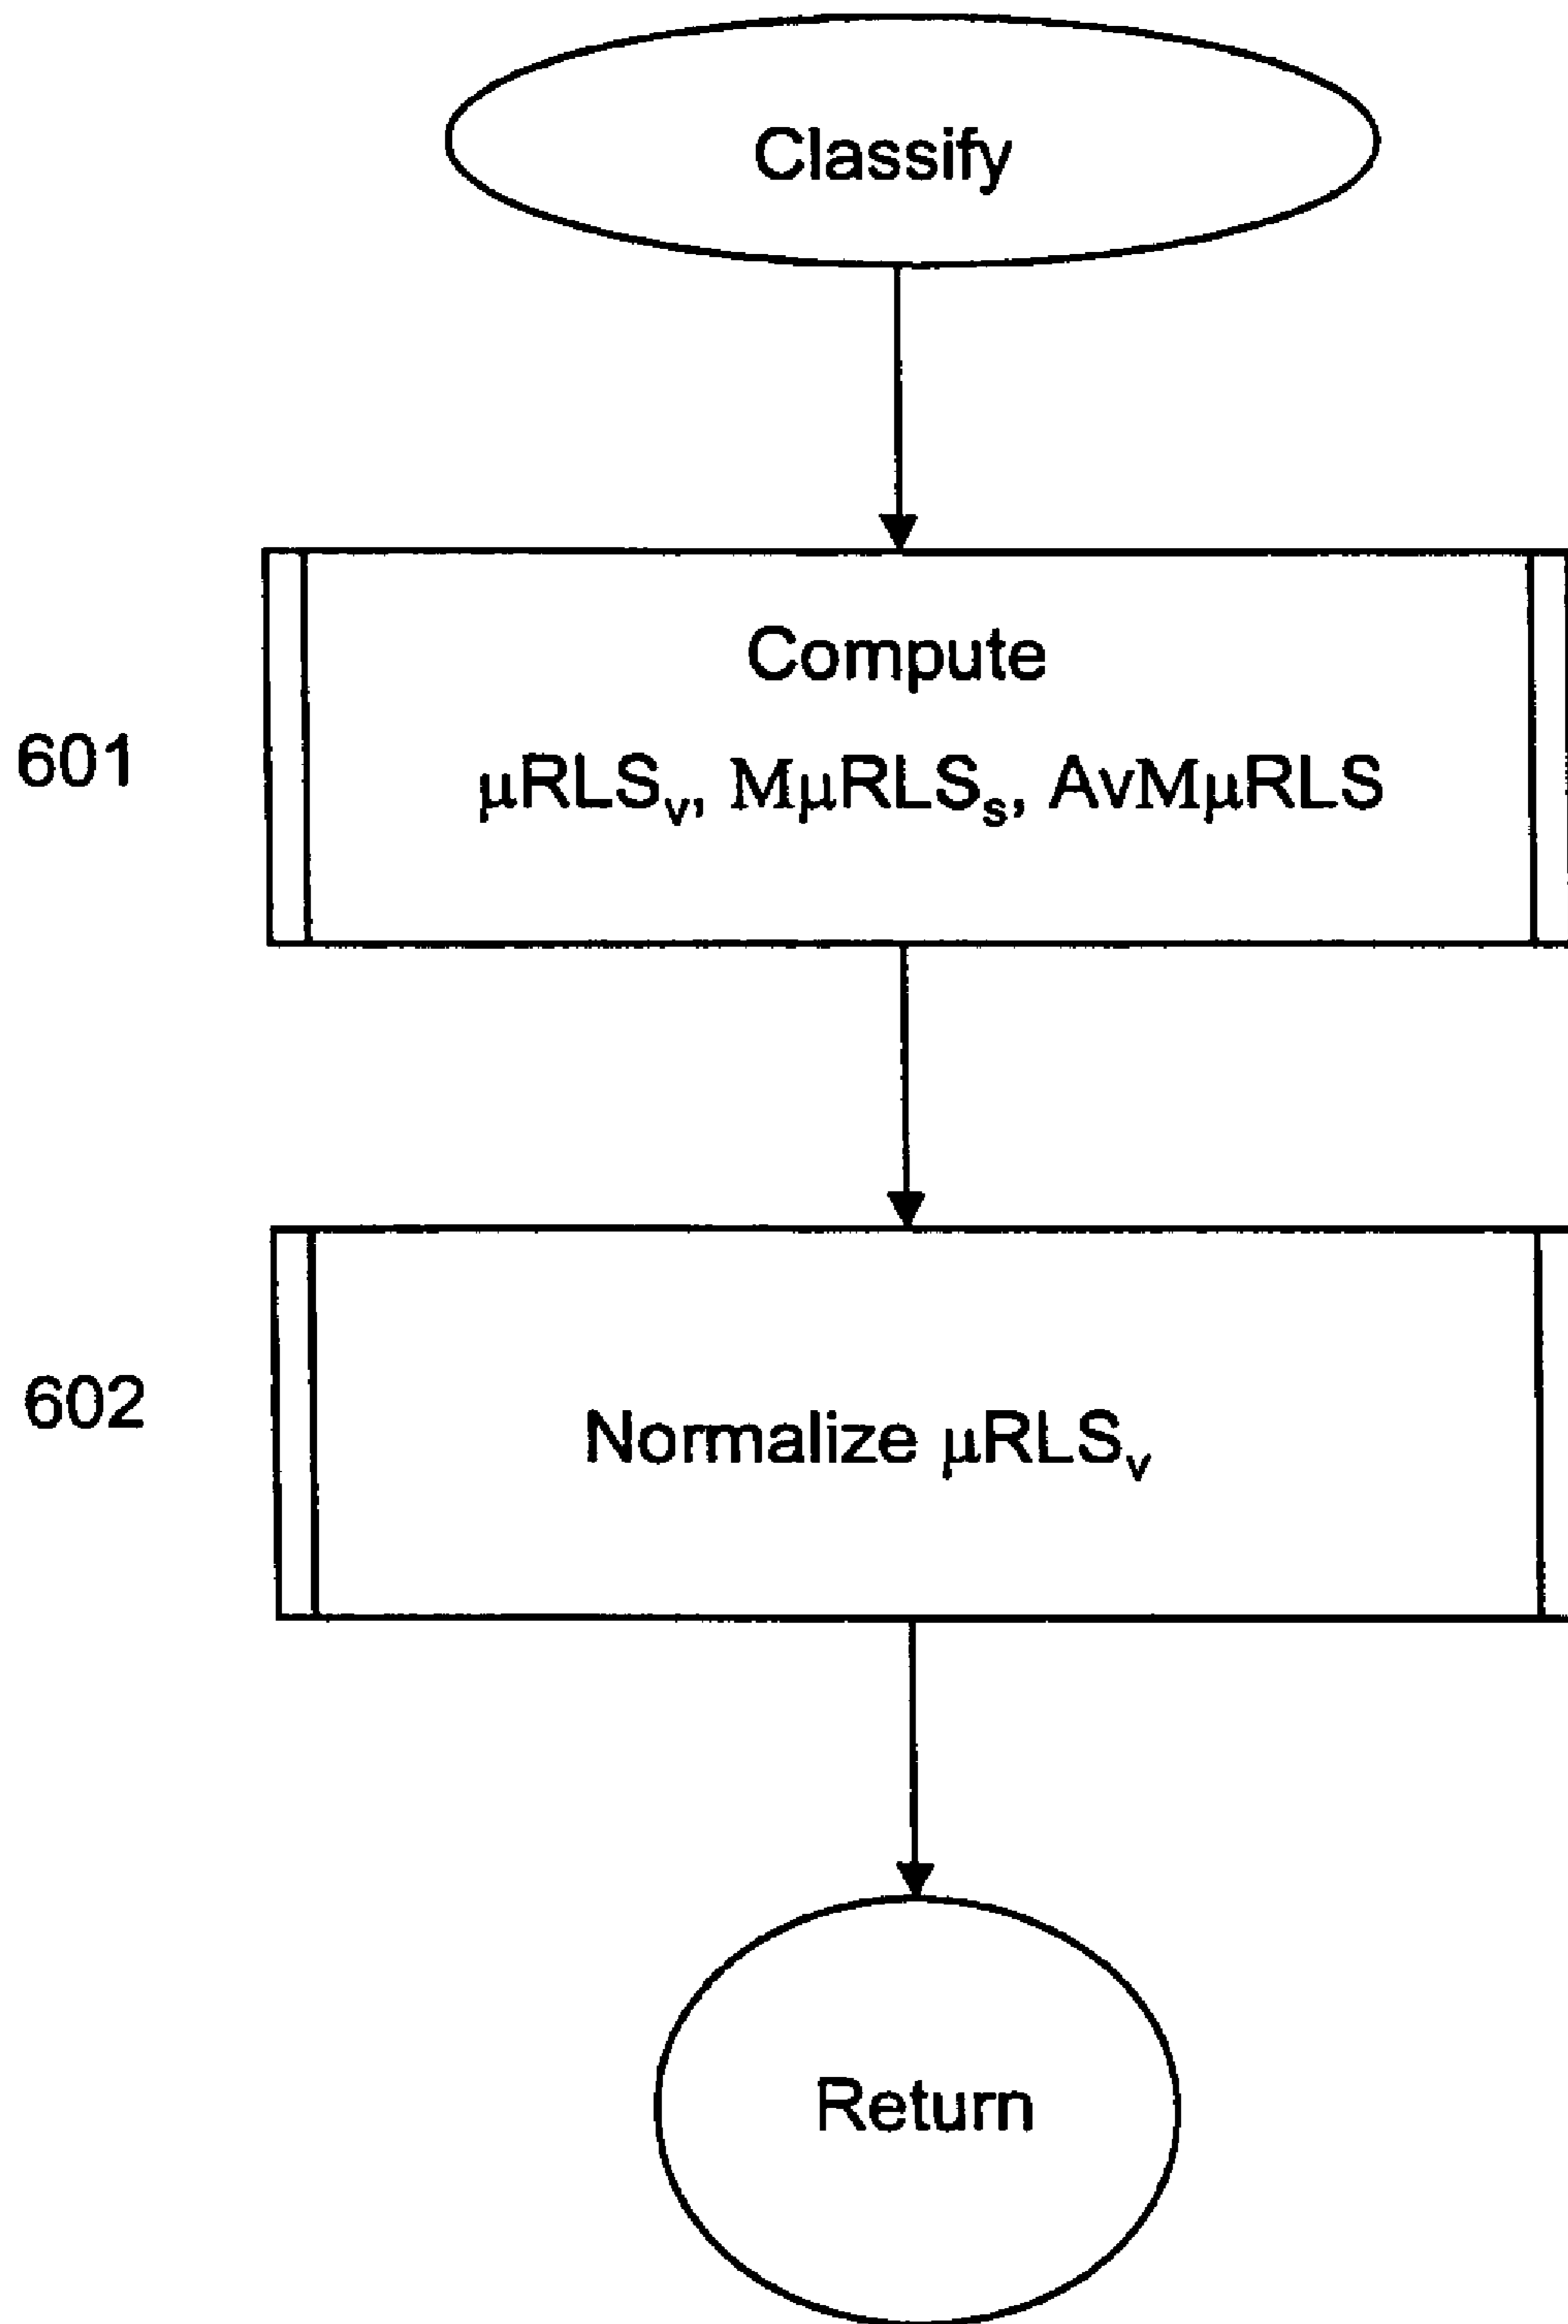 Classify
Compute
601
μRLSᵥ, MμRLSₛ, AvMμRLS
602
Normalize μRLSᵥ
Return